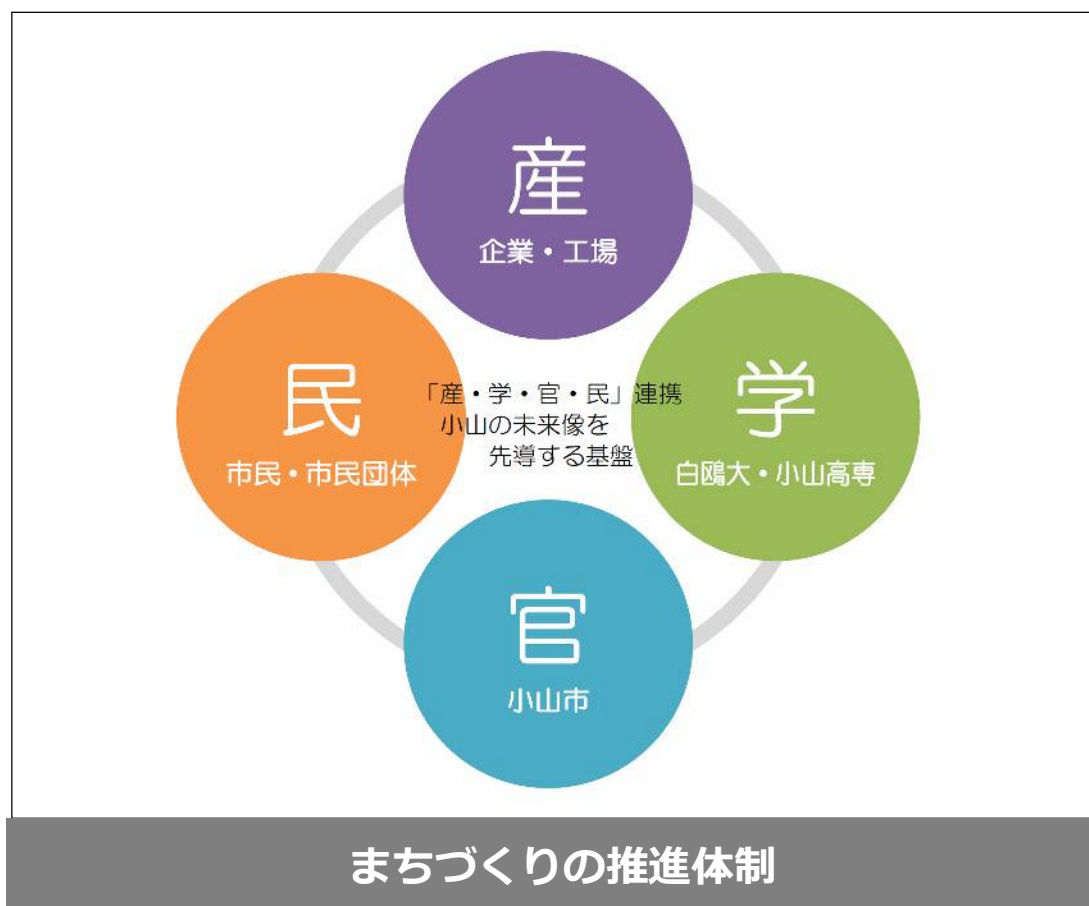 産
企業・工場
民
市民・市民団体
「産・学・官・民」連携
小山の未来像を
先導する基盤
学
白鴎大・小山高専
官
小山市
まちづくりの推進体制